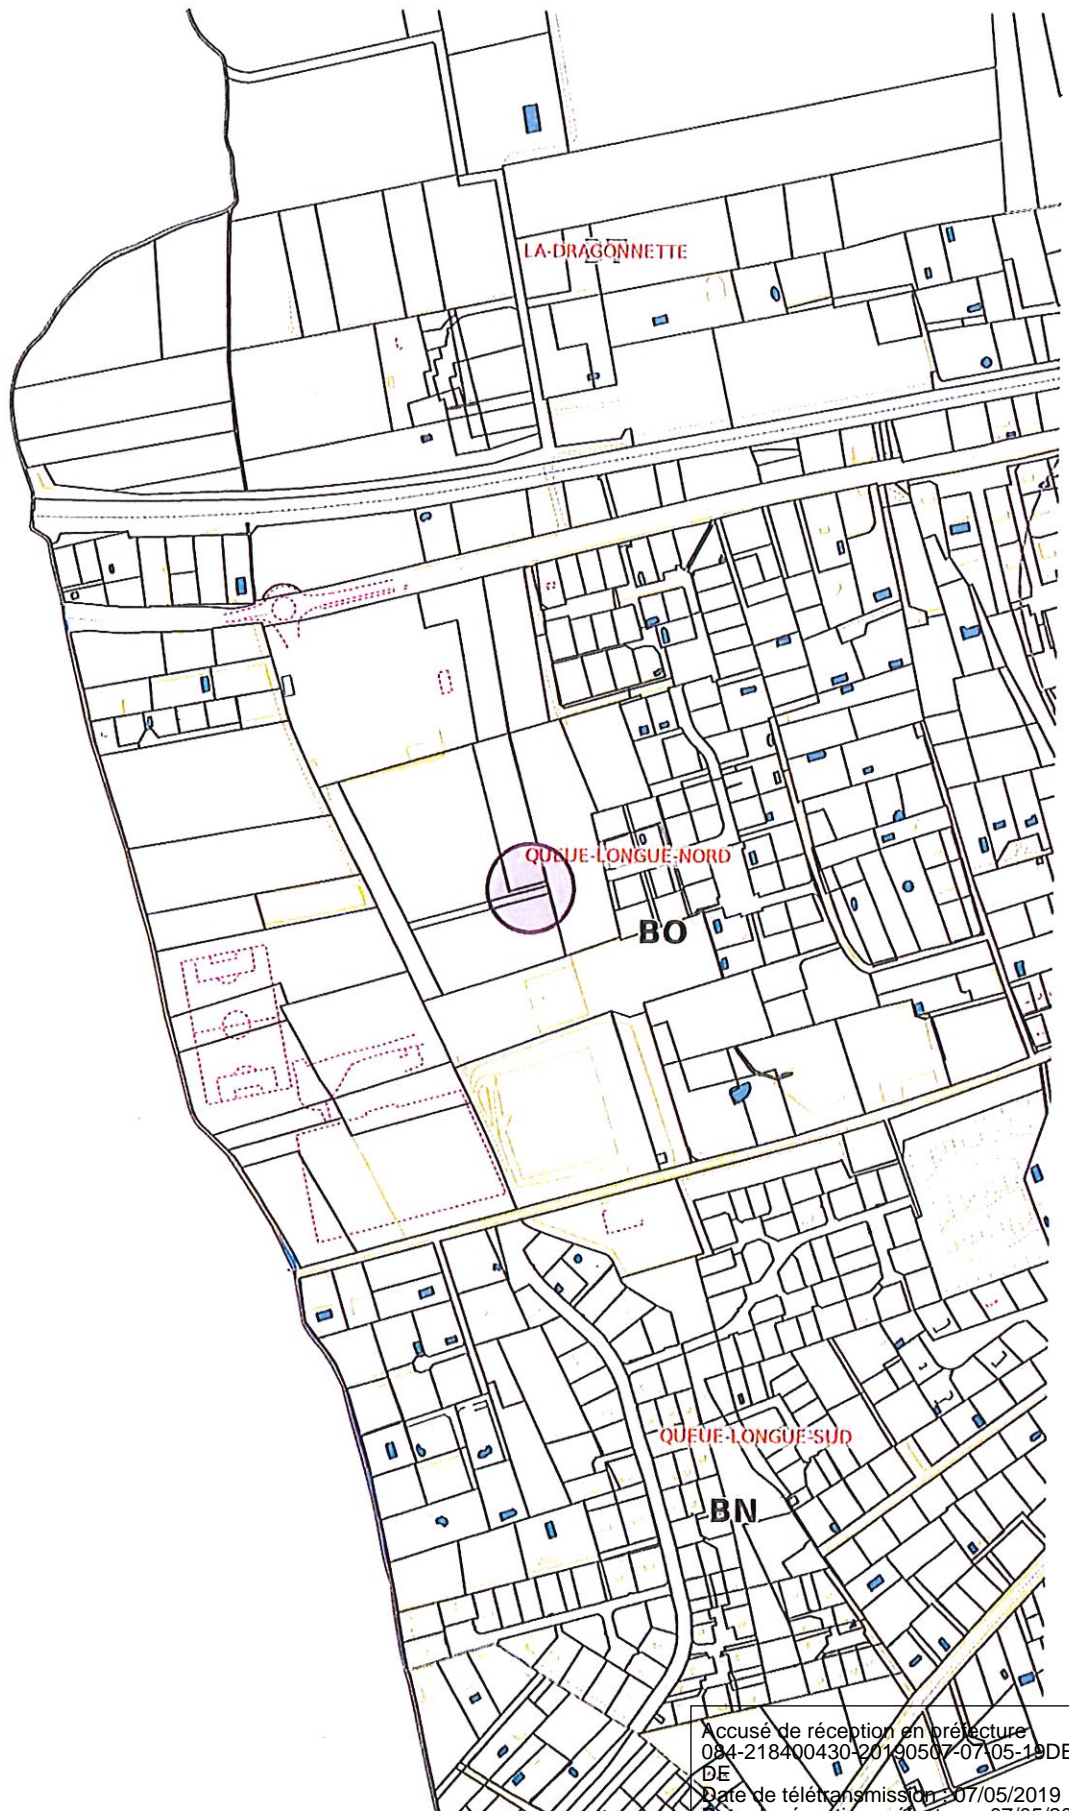 LA-DRAGONNETTE
QUEUE-LONGUE-NORD
BO
QUEUE-LONGUE-SUD
BN
Accusé de réception en préfecture
084-218400430-20190507-07-05-19DE
DE
Date de télétransmission : 07/05/2019